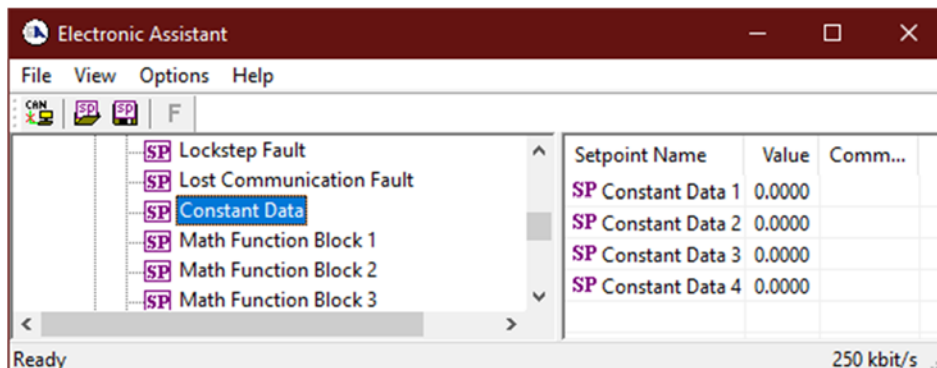 Electronic Assistant
File View Options Help
CAN SP SP F
SP Lockstep Fault
SP Lost Communication Fault
SP Constant Data
SP Math Function Block 1
SP Math Function Block 2
SP Math Function Block 3
Setpoint Name Value Comm...
SP Constant Data 1 0.0000
SP Constant Data 2 0.0000
SP Constant Data 3 0.0000
SP Constant Data 4 0.0000
Ready 250 kbit/s